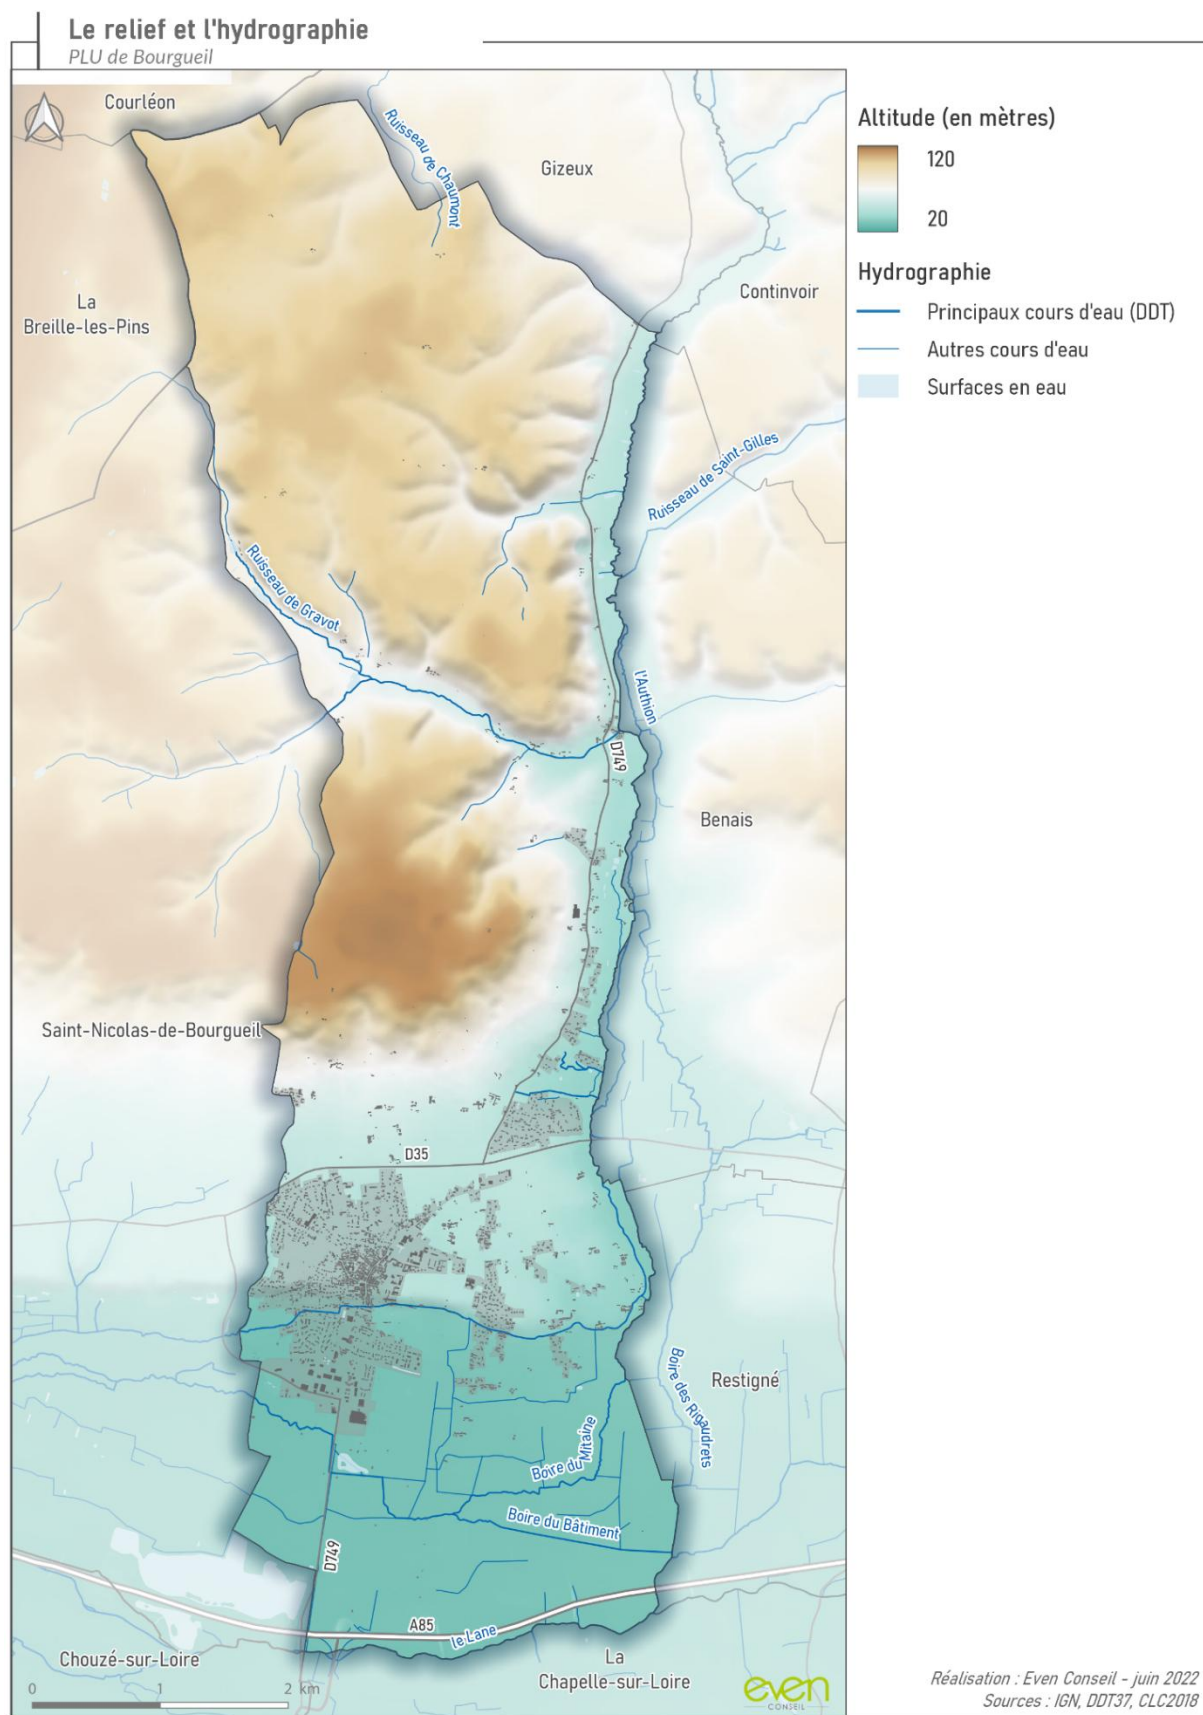 Le relief et l'hydrographie
PLU de Bourgueil
Courléon
Ruisseau de Chaumont
Gizeux
La
Breille-les-Pins
Continvoir
Ruisseau de Saint-Gilles
Ruisseau de Gravot
l'Authion
D749
Benais
Saint-Nicolas-de-Bourgueil
D35
Boire des Rigaudrets
Restigné
Boire du Mitaine
Boire du Bâtiment
D749
A85
le Lane
Chouzé-sur-Loire
La
Chapelle-sur-Loire
0 1 2 km
even
CONSEIL
Altitude (en mètres)
120
20
Hydrographie
Principaux cours d'eau (DDT)
Autres cours d'eau
Surfaces en eau
Réalisation : Even Conseil - juin 2022
Sources : IGN, DDT37, CLC2018